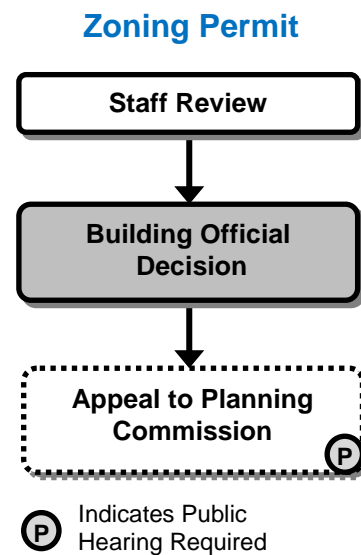 Zoning Permit
Staff Review
Building Official
Decision
Appeal to Planning
Commission
P
P
Indicates Public
Hearing Required